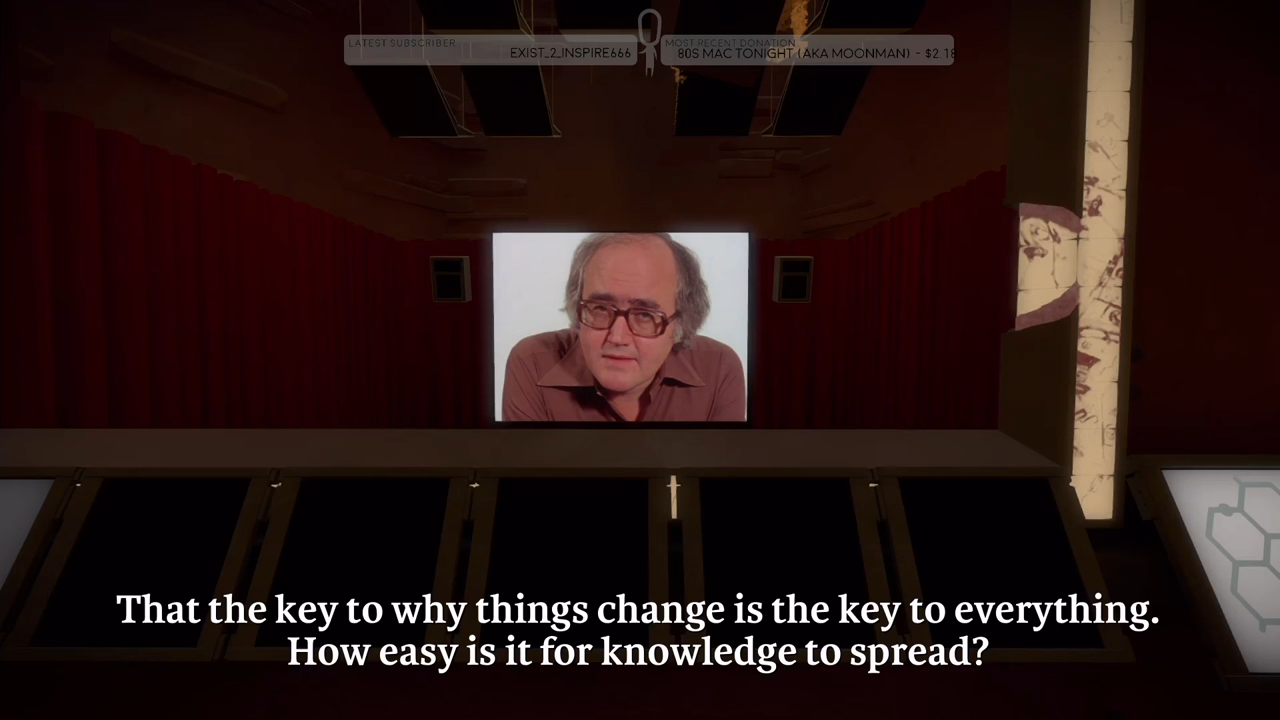 LATEST SUBSCRIBER
EXIST_2_INSPIRE666
MOST RECENT DONATION
80S MAC TONIGHT (AKA MOONMAN) - $2.18
That the key to why things change is the key to everything.
How easy is it for knowledge to spread?